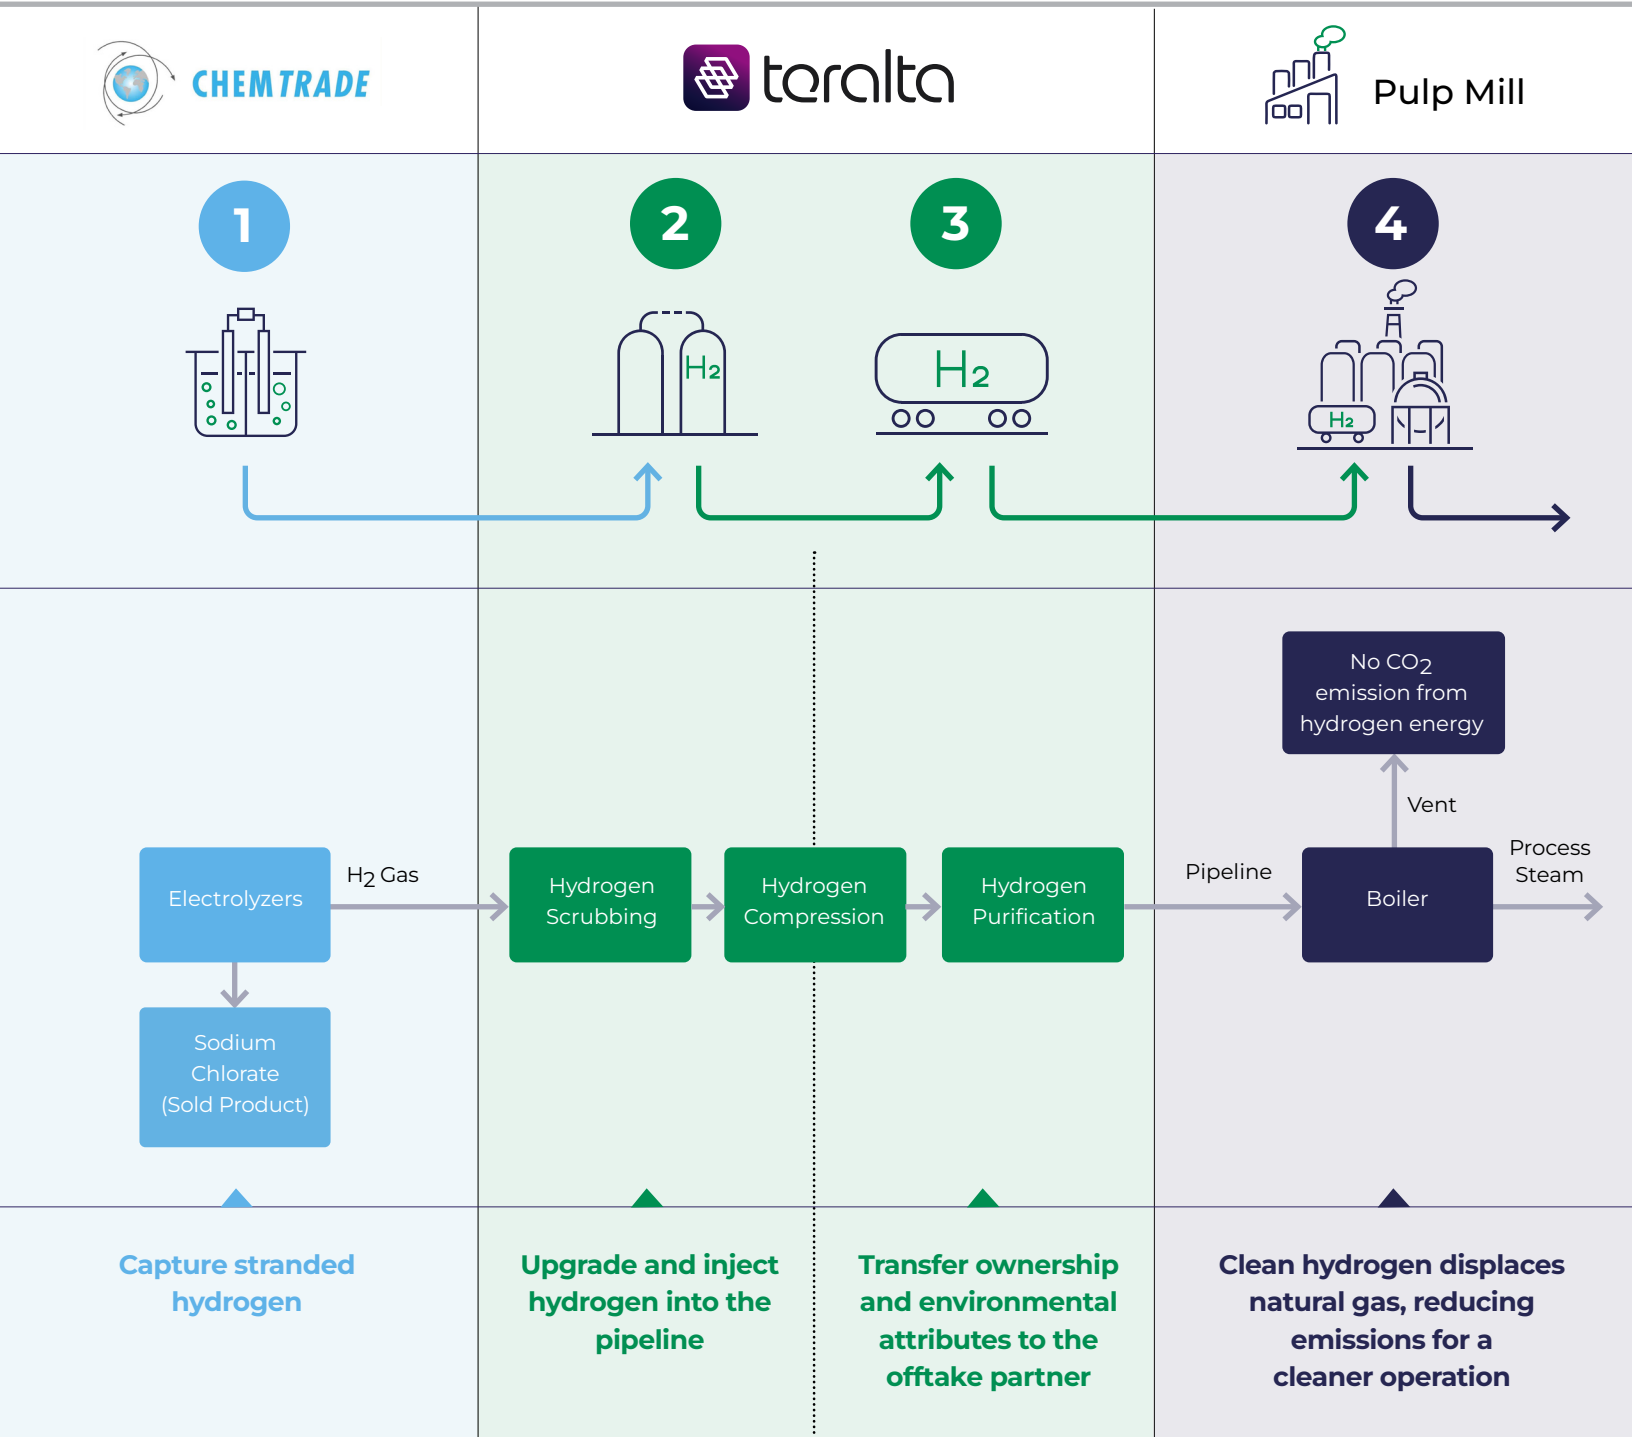 CHEMTRADE
teralta
Pulp Mill
1
2
3
4
H2
H2
H2
No CO2
emission from
hydrogen energy
Vent
Electrolyzers
H2 Gas
Hydrogen
Scrubbing
Hydrogen
Compression
Hydrogen
Purification
Pipeline
Boiler
Process
Steam
Sodium
Chlorate
(Sold Product)
Capture stranded
hydrogen
Upgrade and inject
hydrogen into the
pipeline
Transfer ownership
and environmental
attributes to the
offtake partner
Clean hydrogen displaces
natural gas, reducing
emissions for a
cleaner operation